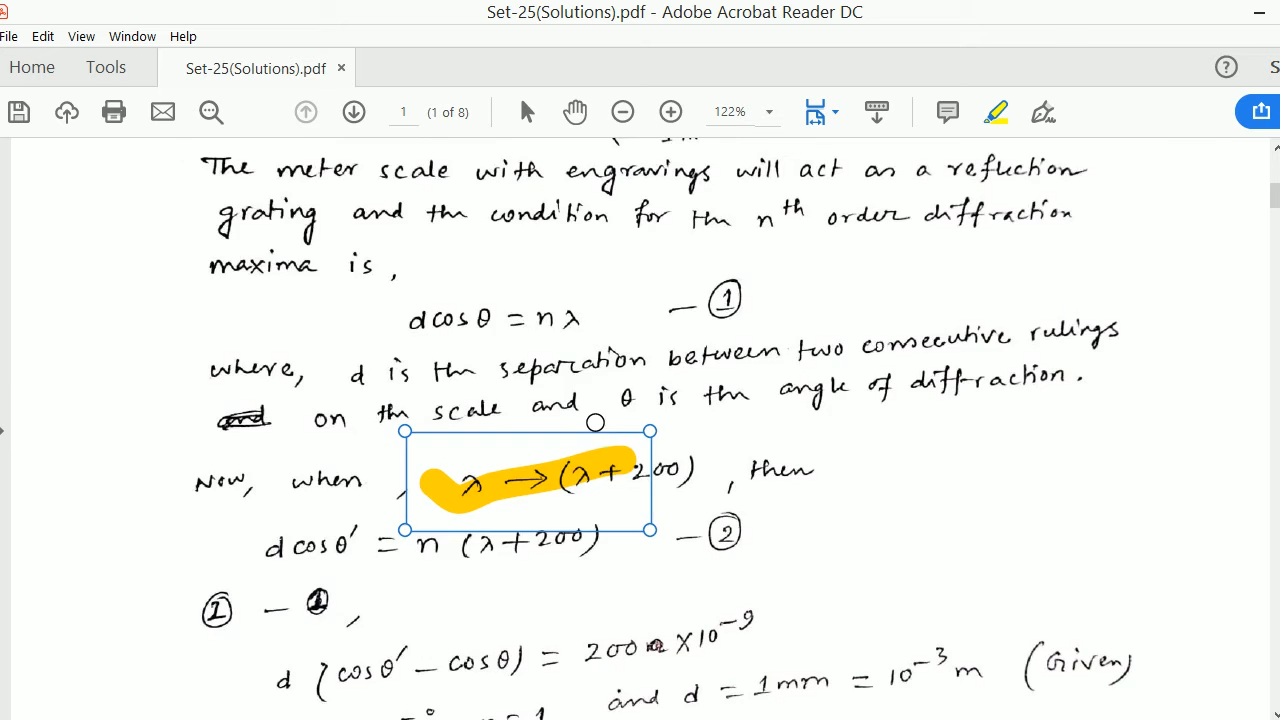 Set-25(Solutions).pdf - Adobe Acrobat Reader DC
File Edit View Window Help
Home Tools Set-25(Solutions).pdf ×
1 (1 of 8) 122%
The meter scale with engravings will act as a reflection
grating and the condition for the nth order diffraction
maxima is,
d cos θ = n λ — ①
where, d is the separation between two consecutive rulings
on the scale and θ is the angle of diffraction.
Now, when , λ → (λ + 200) , then
d cos θ′ = n (λ + 200) — ②
② — ① ,
d (cos θ′ — cos θ) = 200 n × 10⁻⁹
and d = 1mm = 10⁻³ m (Given)
n = 1